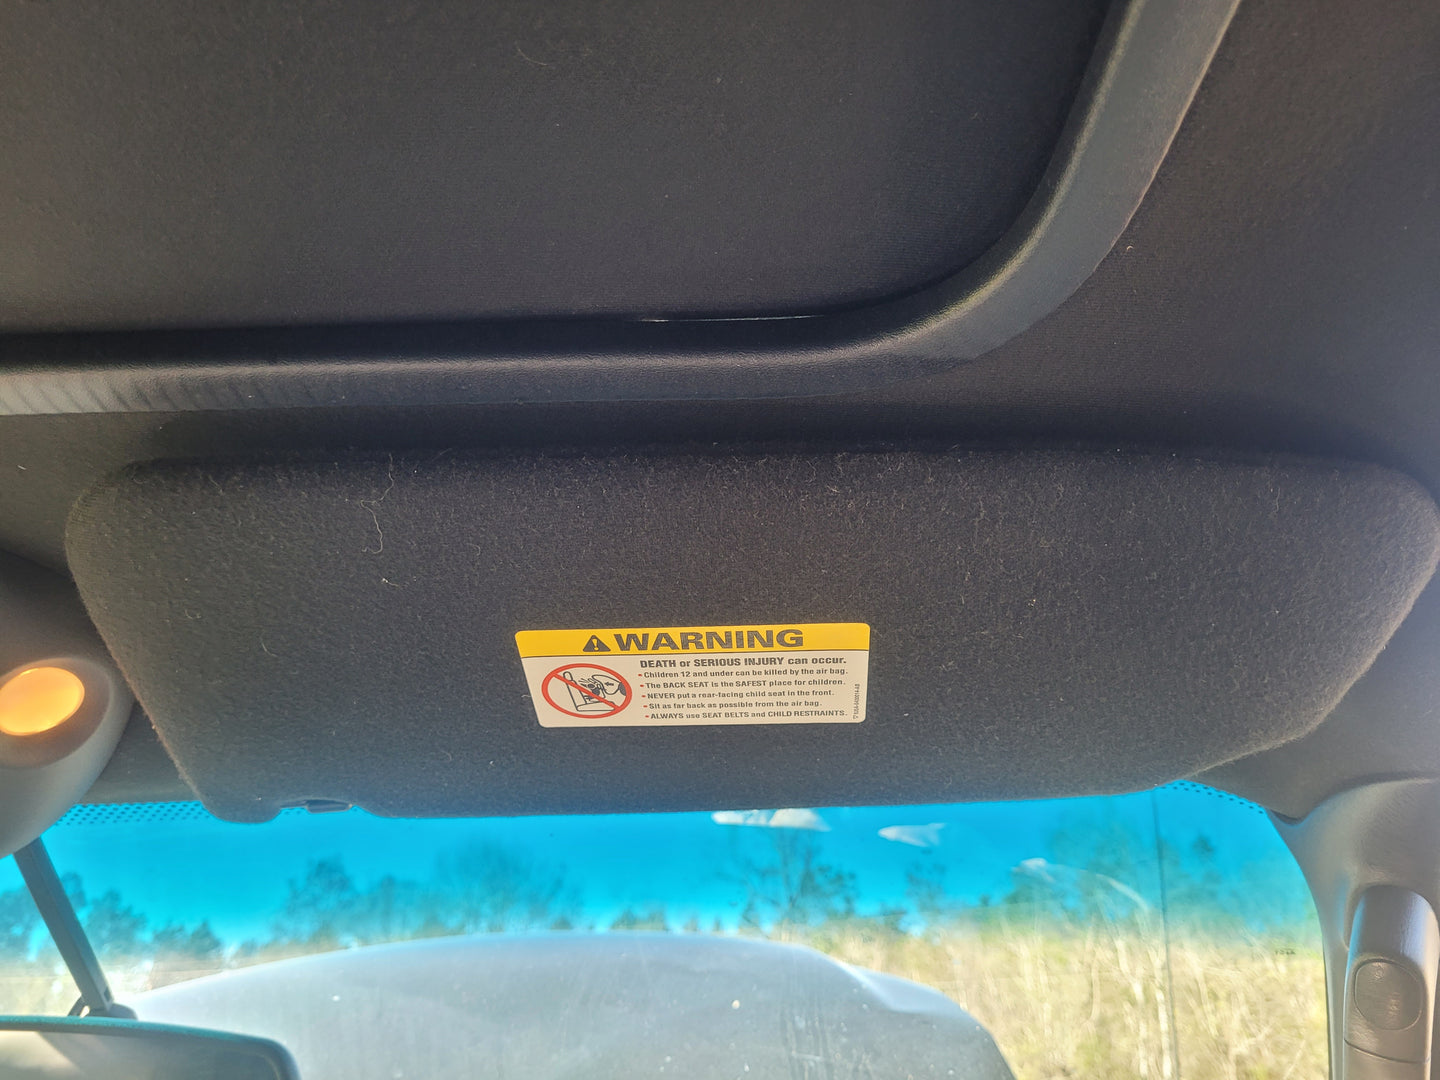 WARNING
DEATH or SERIOUS INJURY can occur.
• Children 12 and under can be killed by the air bag.
• The BACK SEAT is the SAFEST place for children.
• NEVER put a rear-facing child seat in the front.
• Sit as far back as possible from the air bag.
• ALWAYS use SEAT BELTS and CHILD RESTRAINTS.